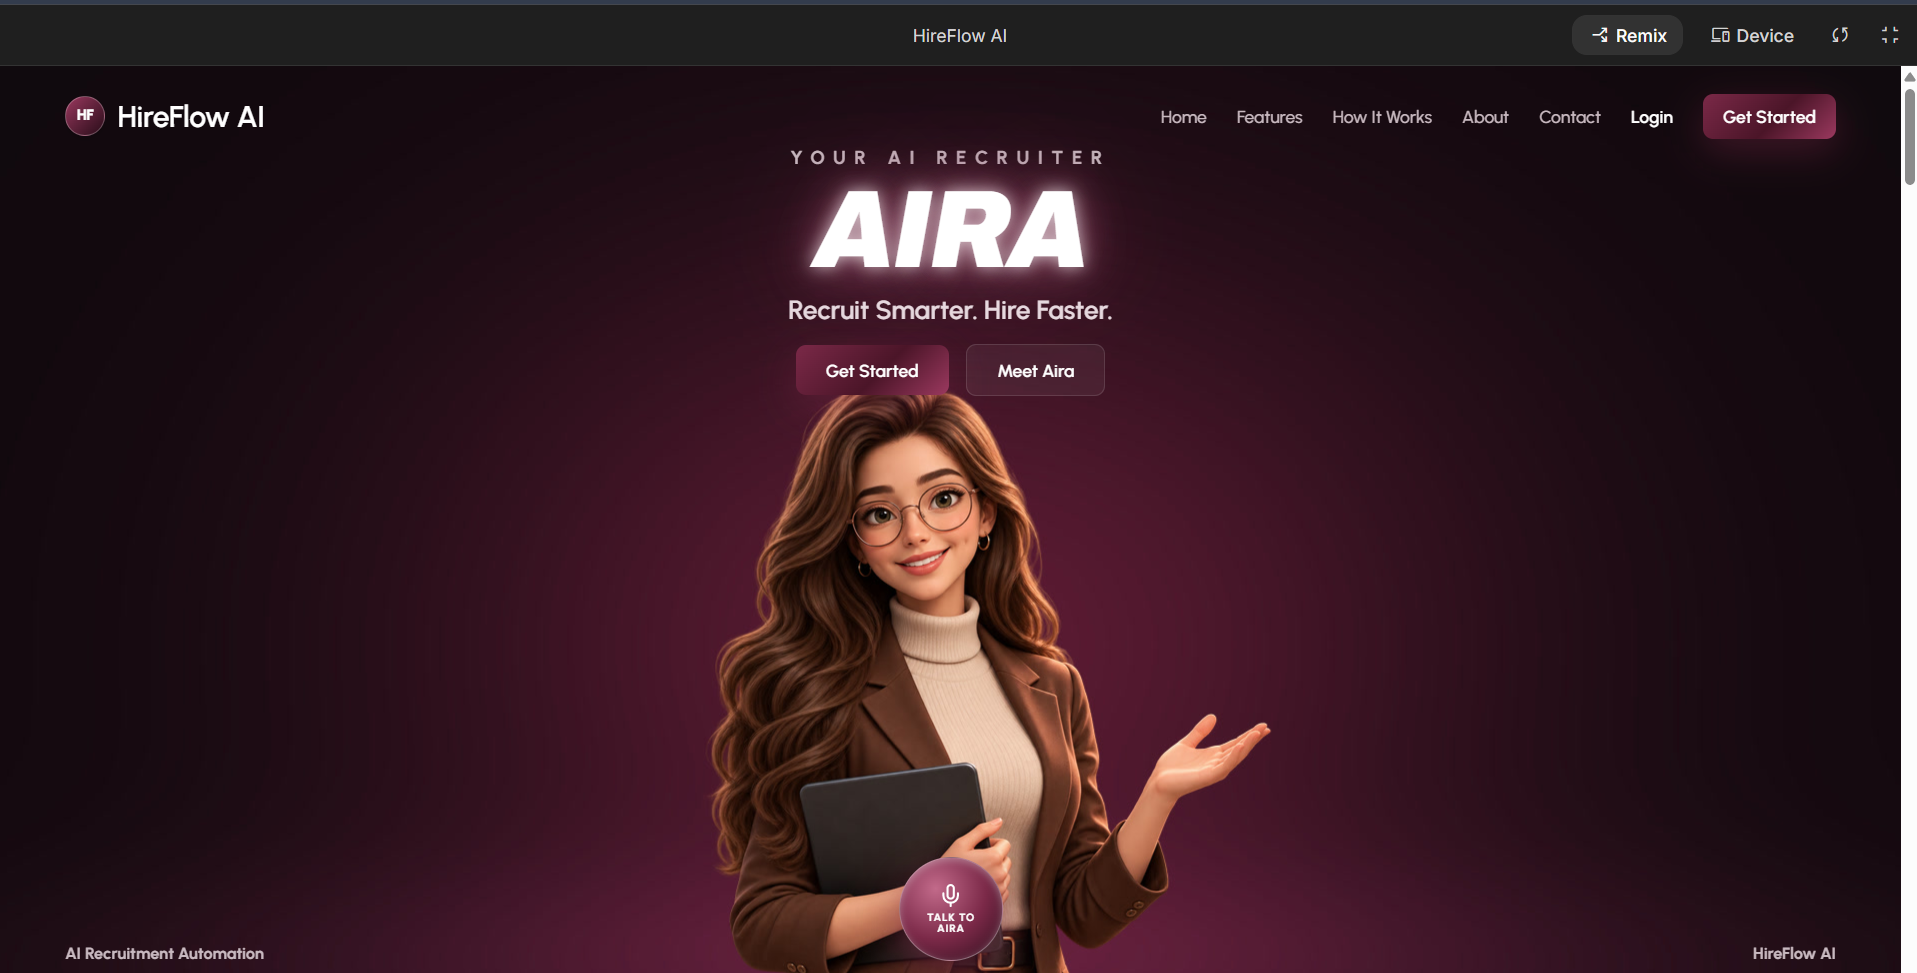 HireFlow AI
Remix
Device
HF
HireFlow AI
Home
Features
How It Works
About
Contact
Login
Get Started
YOUR AI RECRUITER
AIRA
Recruit Smarter. Hire Faster.
Get Started
Meet Aira
TALK TO
AIRA
AI Recruitment Automation
HireFlow AI